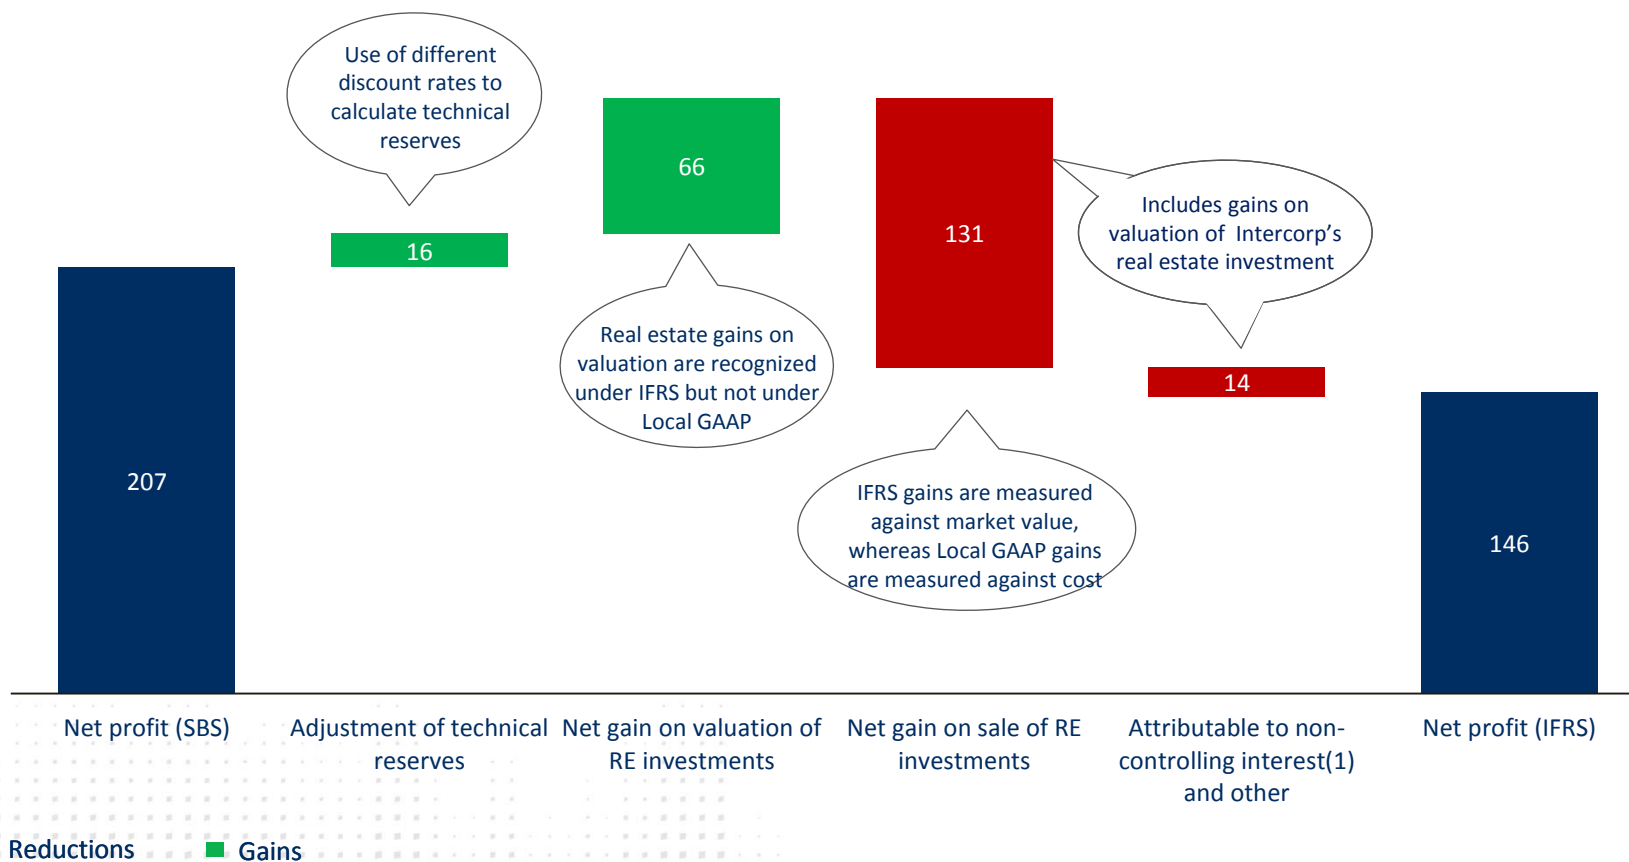 Use of different
discount rates to
calculate technical
reserves
66
16
131
Includes gains on
valuation of Intercorp's
real estate investment
Real estate gains on
valuation are recognized
under IFRS but not under
Local GAAP
14
207
IFRS gains are measured
against market value,
whereas Local GAAP gains
are measured against cost
146
Net profit (SBS)
Adjustment of technical
reserves
Net gain on valuation of
RE investments
Net gain on sale of RE
investments
Attributable to non-
controlling interest(1)
and other
Net profit (IFRS)
Reductions
Gains